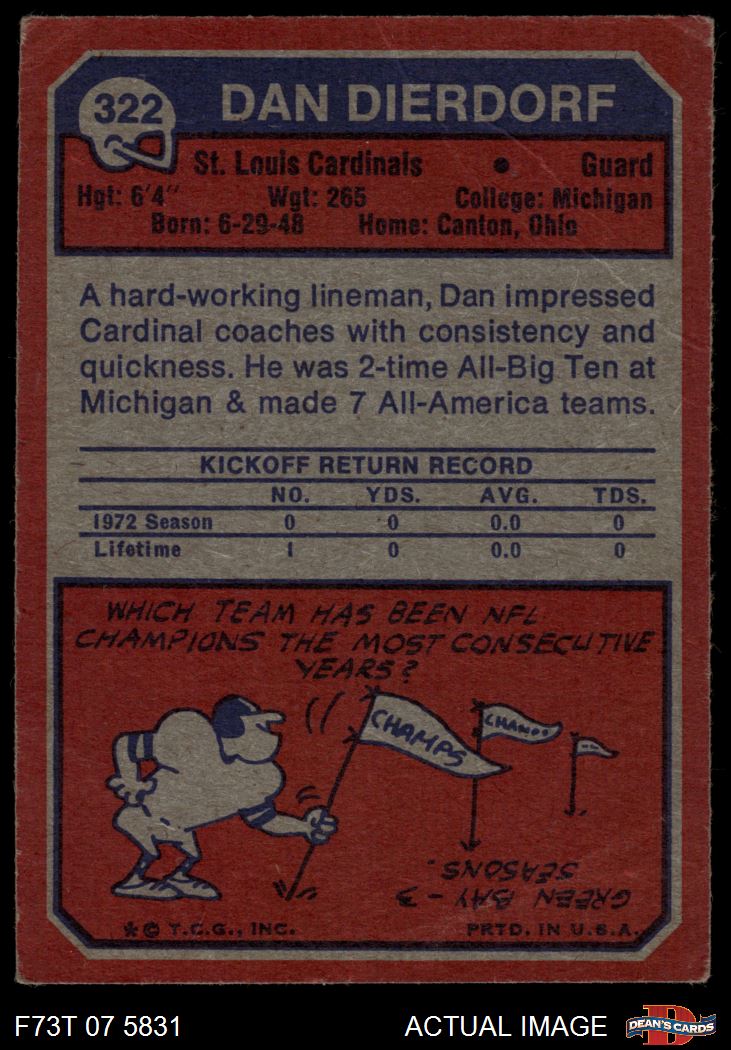 322
DAN DIERDORF
St. Louis Cardinals • Guard
Hgt: 6'4" Wgt: 265 College: Michigan
Born: 6-29-48 Home: Canton, Ohio
A hard-working lineman, Dan impressed
Cardinal coaches with consistency and
quickness. He was 2-time All-Big Ten at
Michigan & made 7 All-America teams.
KICKOFF RETURN RECORD
NO. YDS. AVG. TDS.
1972 Season 0 0 0.0 0
Lifetime 1 0 0.0 0
WHICH TEAM HAS BEEN NFL
CHAMPIONS THE MOST CONSECUTIVE
YEARS?
CHAMPS
CHAMPS
GREEN BAY - 3
SEASONS.
*© T.C.G., INC. PRTD. IN U.S.A.
F73T 07 5831 ACTUAL IMAGE
D
DEAN'S CARDS